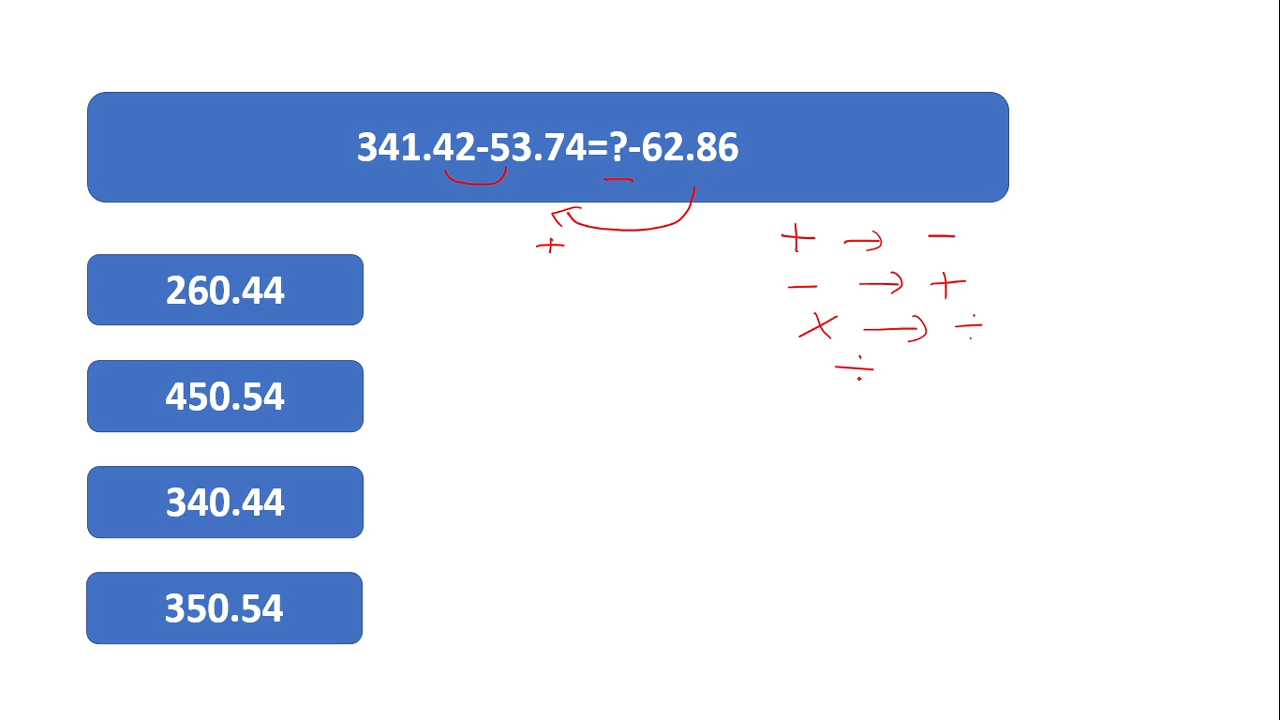 341.42-53.74=?-62.86
+
+ → -
- → +
× → ÷
÷
260.44
450.54
340.44
350.54